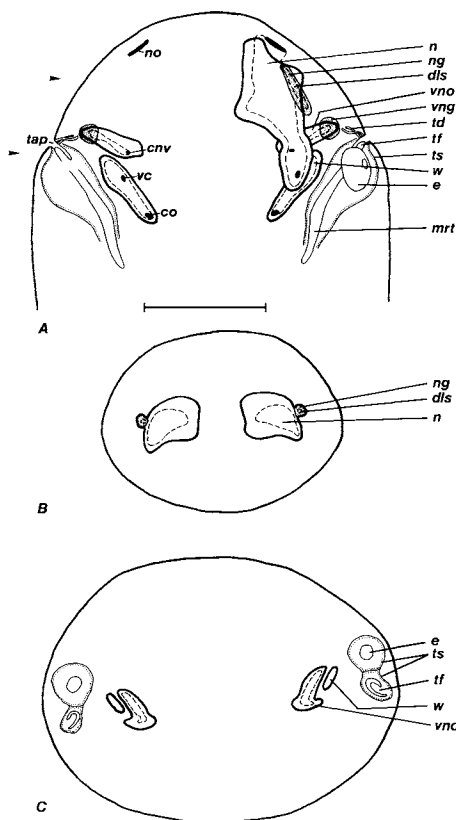 no
n
ng
dls
vno
vng
td
tf
ts
w
e
mrt
tap
cnv
vc
co
A
ng
dls
n
B
e
ts
tf
w
vno
C